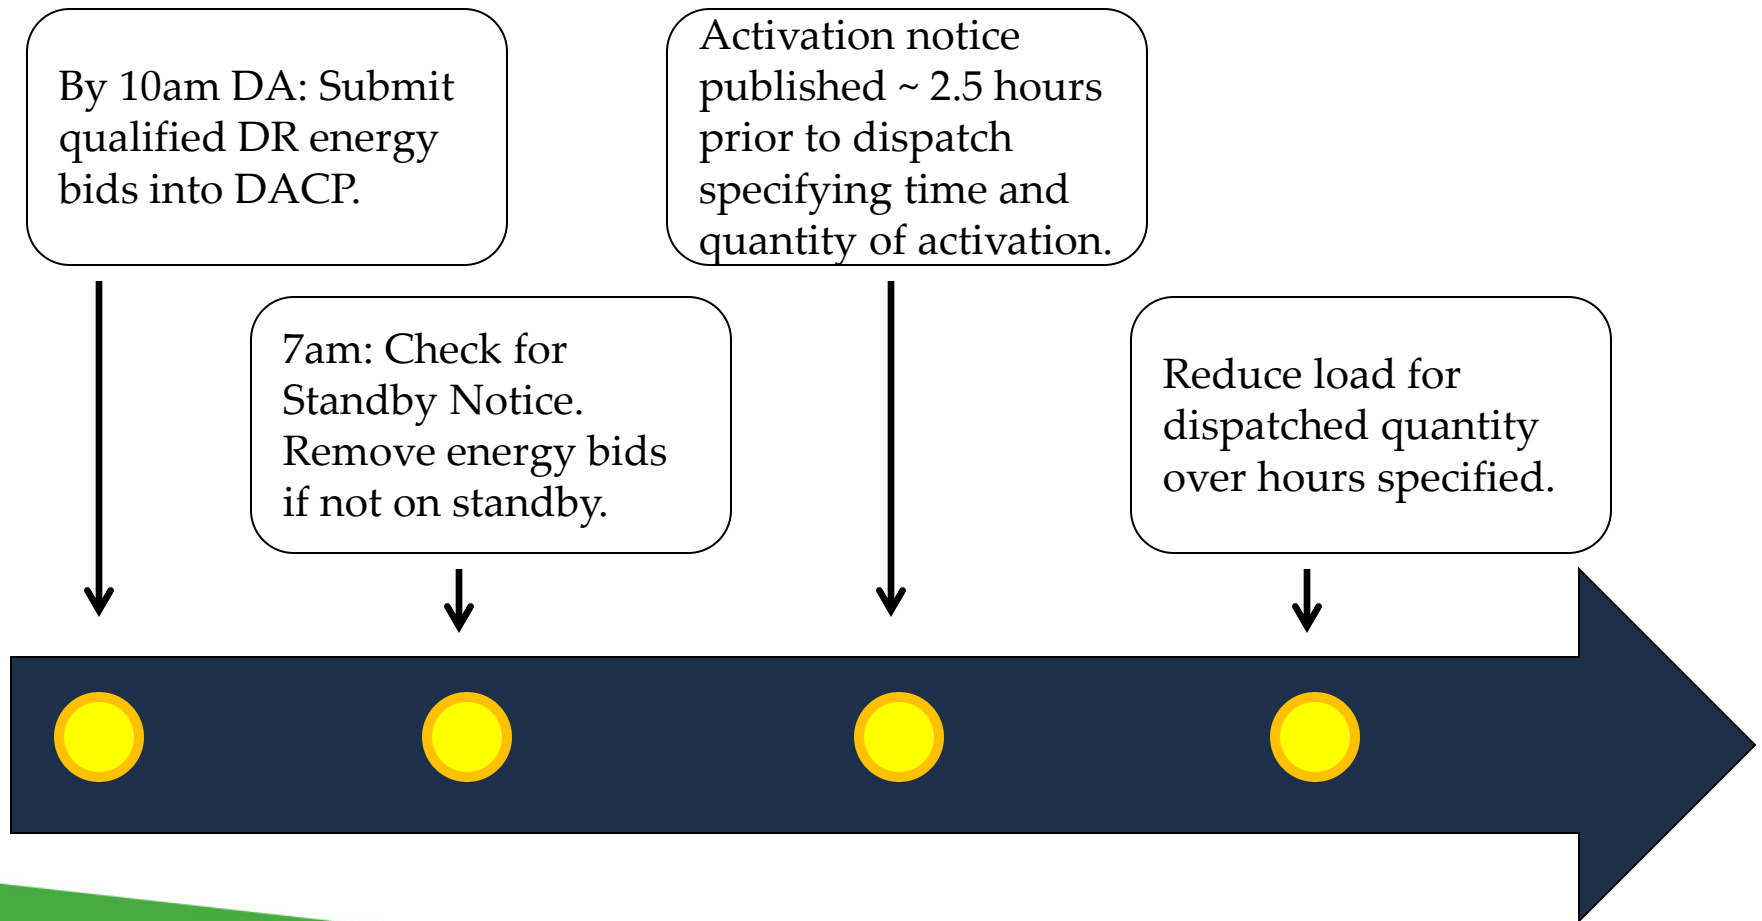 By 10am DA: Submit
qualified DR energy
bids into DACP.
7am: Check for
Standby Notice.
Remove energy bids
if not on standby.
Activation notice
published ~ 2.5 hours
prior to dispatch
specifying time and
quantity of activation.
Reduce load for
dispatched quantity
over hours specified.